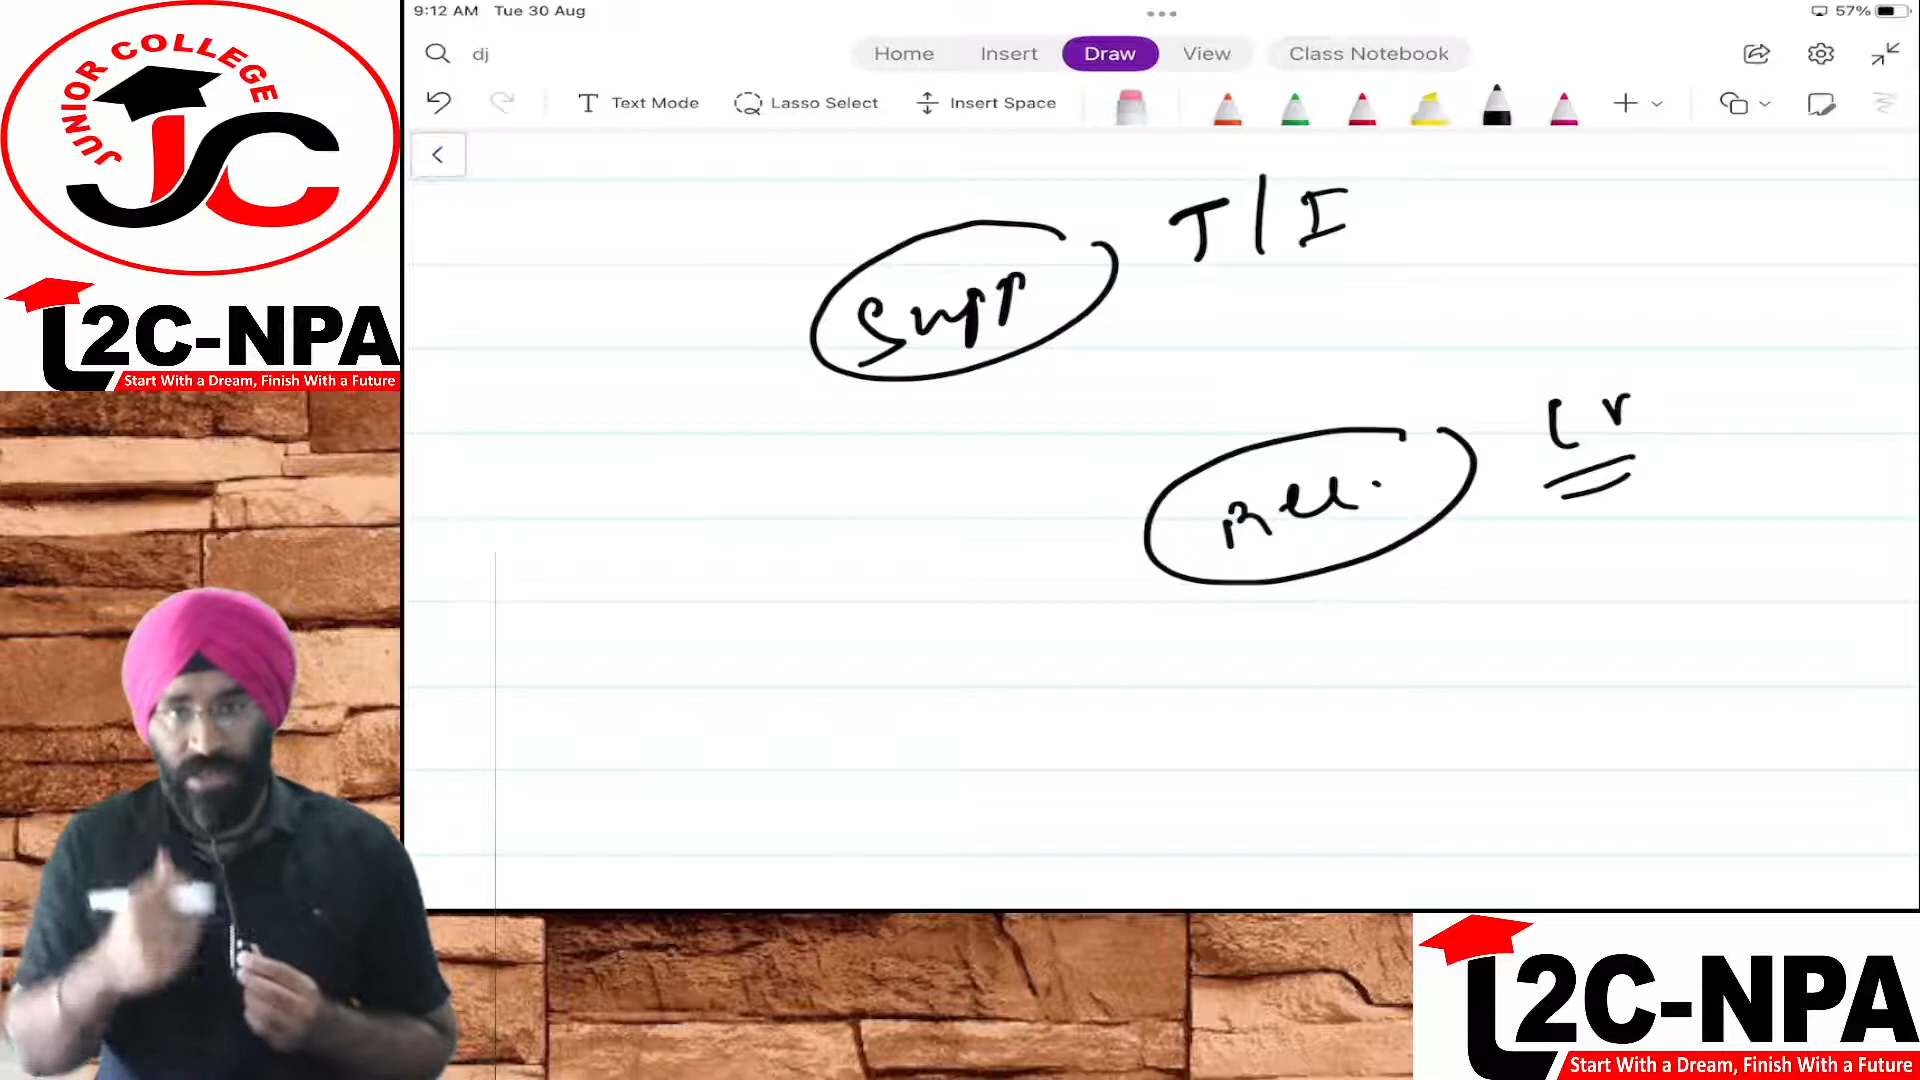 9:12 AM Tue 30 Aug
57%
dj
Home Insert Draw View Class Notebook
Text Mode Lasso Select Insert Space
JUNIOR COLLEGE
JC
L2C-NPA
Start With a Dream, Finish With a Future
T/I
Supp
Rec.
L2C-NPA
Start With a Dream, Finish With a Future